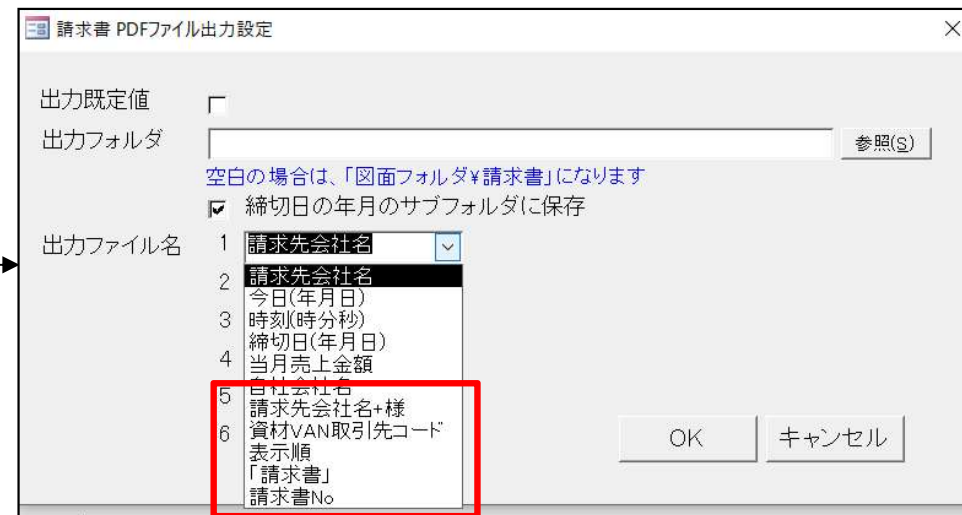 請求書 PDFファイル出力設定
出力既定値
出力フォルダ
参照(S)
空白の場合は、「図面フォルダ¥請求書」になります
締切日の年月のサブフォルダに保存
出力ファイル名
1 請求先会社名
2
3
4
5
6
請求先会社名
今日(年月日)
時刻(時分秒)
締切日(年月日)
当月売上金額
自社会社名
請求先会社名+様
資材VAN取引先コード
表示順
「請求書」
請求書No
OK
キャンセル